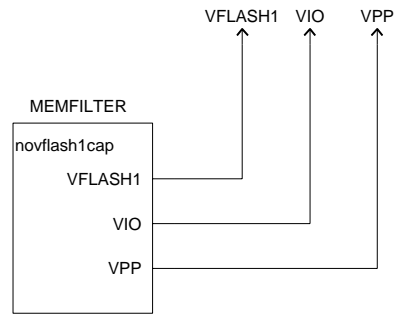 VFLASH1 VIO VPP
MEMFILTER
novflash1cap
VFLASH1
VIO
VPP